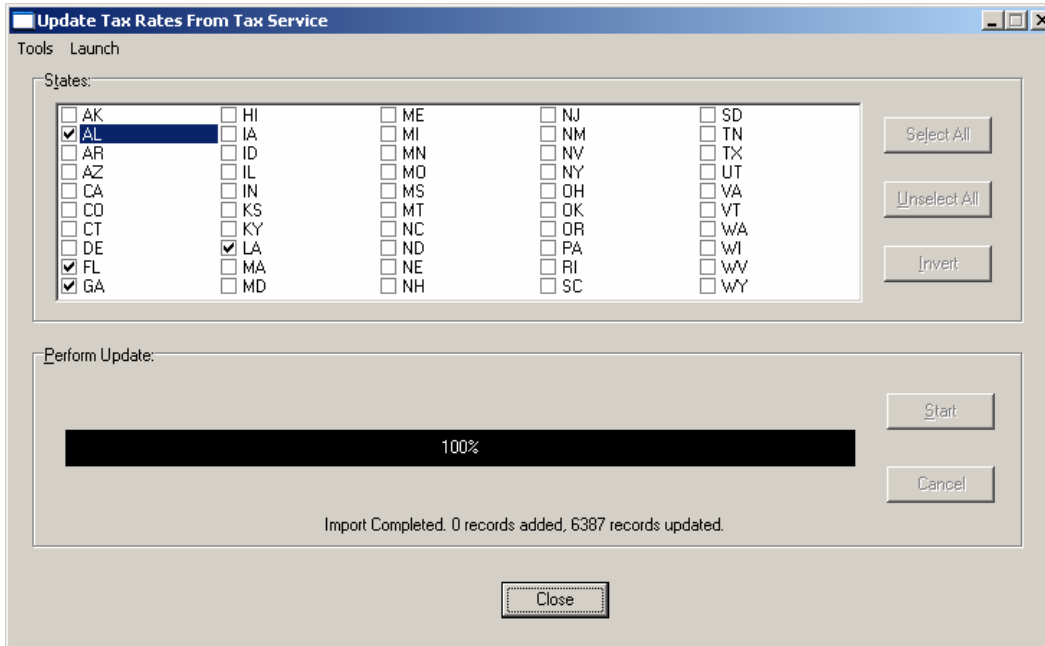 Update Tax Rates From Tax Service
Tools Launch
States:
AK HI ME NJ SD
AL IA MI NM TN
AR ID MN NV TX
AZ IL MO NY UT
CA IN MS OH VA
CO KS MT OK VT
CT KY NC OR WA
DE LA ND PA WI
FL MA NE RI WV
GA MD NH SC WY
Select All
Unselect All
Invert
Perform Update:
Start
100%
Cancel
Import Completed. 0 records added, 6387 records updated.
Close